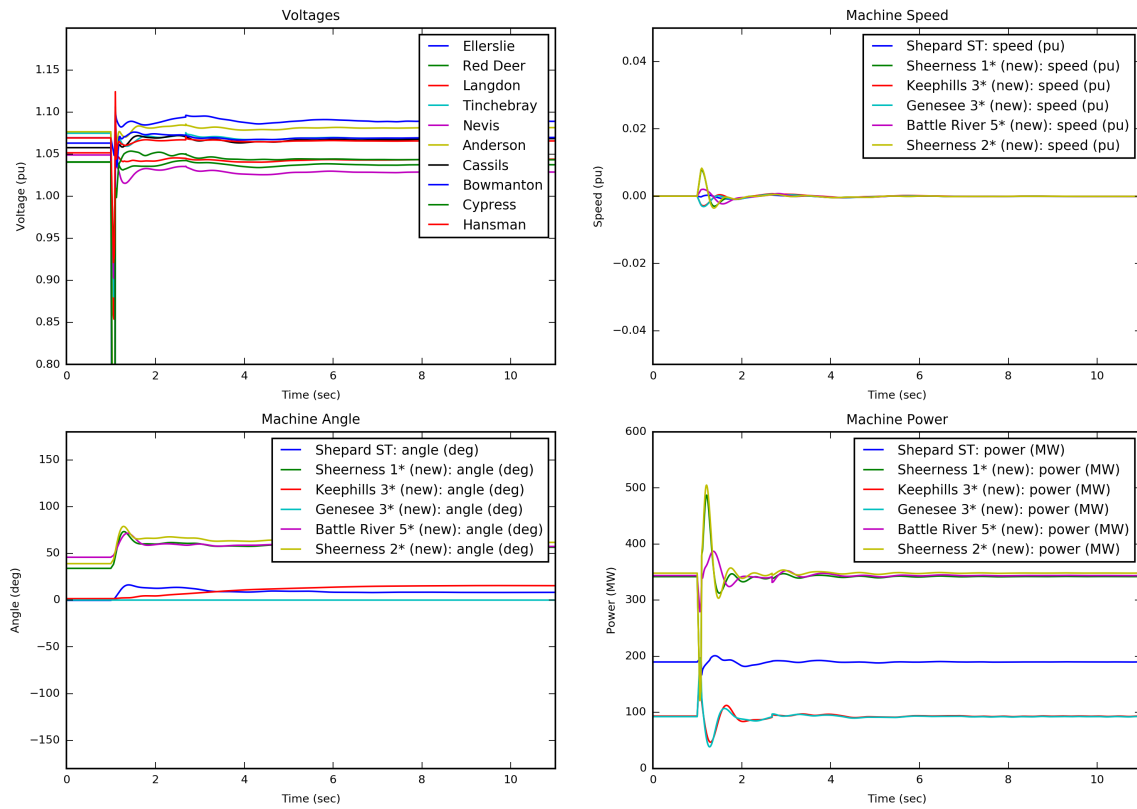 Voltages
1.15
1.10
1.05
1.00
0.95
0.90
0.85
0.80
Voltage (pu)
0
2
4
6
8
10
Time (sec)
Ellerslie
Red Deer
Langdon
Tinchebray
Nevis
Anderson
Cassils
Bowmanton
Cypress
Hansman
Machine Speed
0.04
0.02
0.00
−0.02
−0.04
Speed (pu)
0
2
4
6
8
10
Time (sec)
Shepard ST: speed (pu)
Sheerness 1* (new): speed (pu)
Keephills 3* (new): speed (pu)
Genesee 3* (new): speed (pu)
Battle River 5* (new): speed (pu)
Sheerness 2* (new): speed (pu)
Machine Angle
150
100
50
0
−50
−100
−150
Angle (deg)
0
2
4
6
8
10
Time (sec)
Shepard ST: angle (deg)
Sheerness 1* (new): angle (deg)
Keephills 3* (new): angle (deg)
Genesee 3* (new): angle (deg)
Battle River 5* (new): angle (deg)
Sheerness 2* (new): angle (deg)
Machine Power
600
500
400
300
200
100
0
Power (MW)
0
2
4
6
8
10
Time (sec)
Shepard ST: power (MW)
Sheerness 1* (new): power (MW)
Keephills 3* (new): power (MW)
Genesee 3* (new): power (MW)
Battle River 5* (new): power (MW)
Sheerness 2* (new): power (MW)